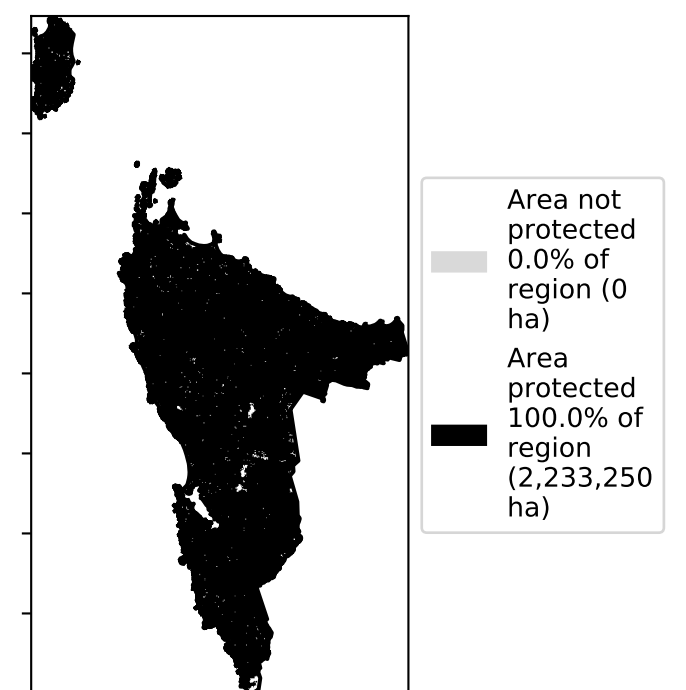 Area not
protected
0.0% of
region (0
ha)
Area
protected
100.0% of
region
(2,233,250
ha)